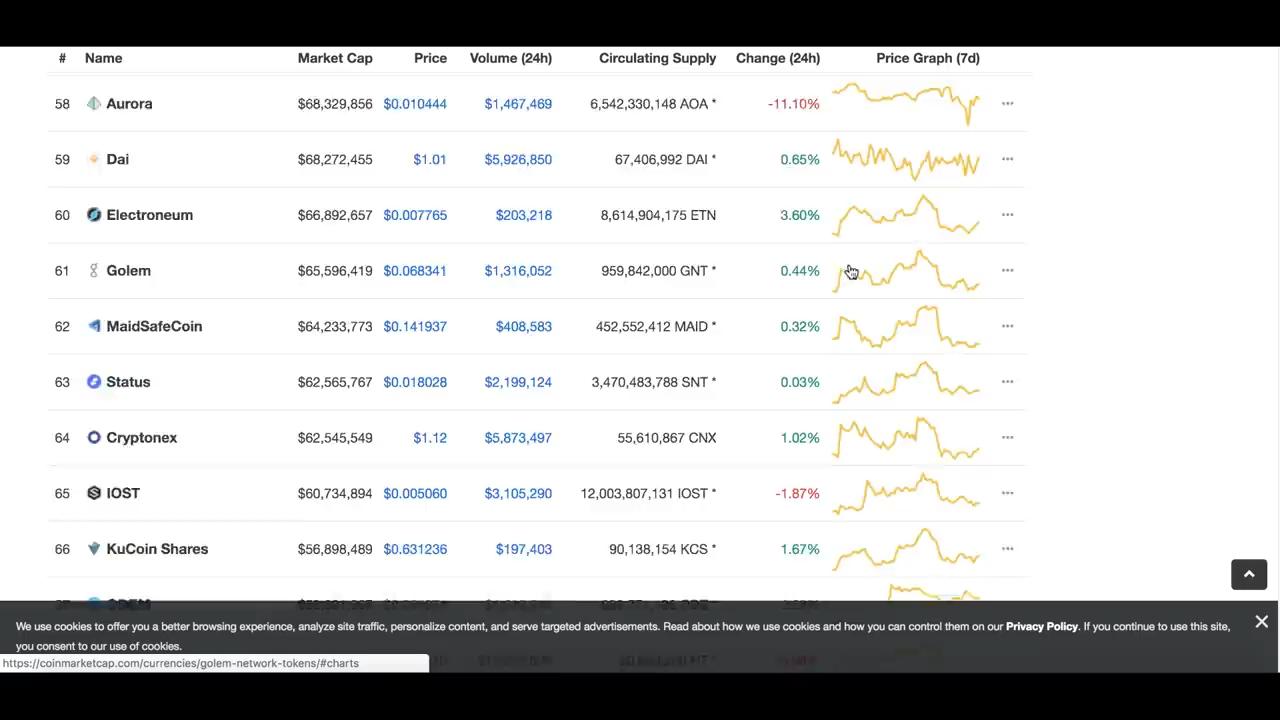 # Name Market Cap Price Volume (24h) Circulating Supply Change (24h) Price Graph (7d)
58 Aurora $68,329,856 $0.010444 $1,467,469 6,542,330,148 AOA * -11.10%
59 Dai $68,272,455 $1.01 $5,926,850 67,406,992 DAI * 0.65%
60 Electroneum $66,892,657 $0.007765 $203,218 8,614,904,175 ETN 3.60%
61 Golem $65,596,419 $0.068341 $1,316,052 959,842,000 GNT * 0.44%
62 MaidSafeCoin $64,233,773 $0.141937 $408,583 452,552,412 MAID * 0.32%
63 Status $62,565,767 $0.018028 $2,199,124 3,470,483,788 SNT * 0.03%
64 Cryptonex $62,545,549 $1.12 $5,873,497 55,610,867 CNX 1.02%
65 IOST $60,734,894 $0.005060 $3,105,290 12,003,807,131 IOST * -1.87%
66 KuCoin Shares $56,898,489 $0.631236 $197,403 90,138,154 KCS * 1.67%
We use cookies to offer you a better browsing experience, analyze site traffic, personalize content, and serve targeted advertisements. Read about how we use cookies and how you can control them on our Privacy Policy. If you continue to use this site,
you consent to our use of cookies.
https://coinmarketcap.com/currencies/golem-network-tokens/#charts